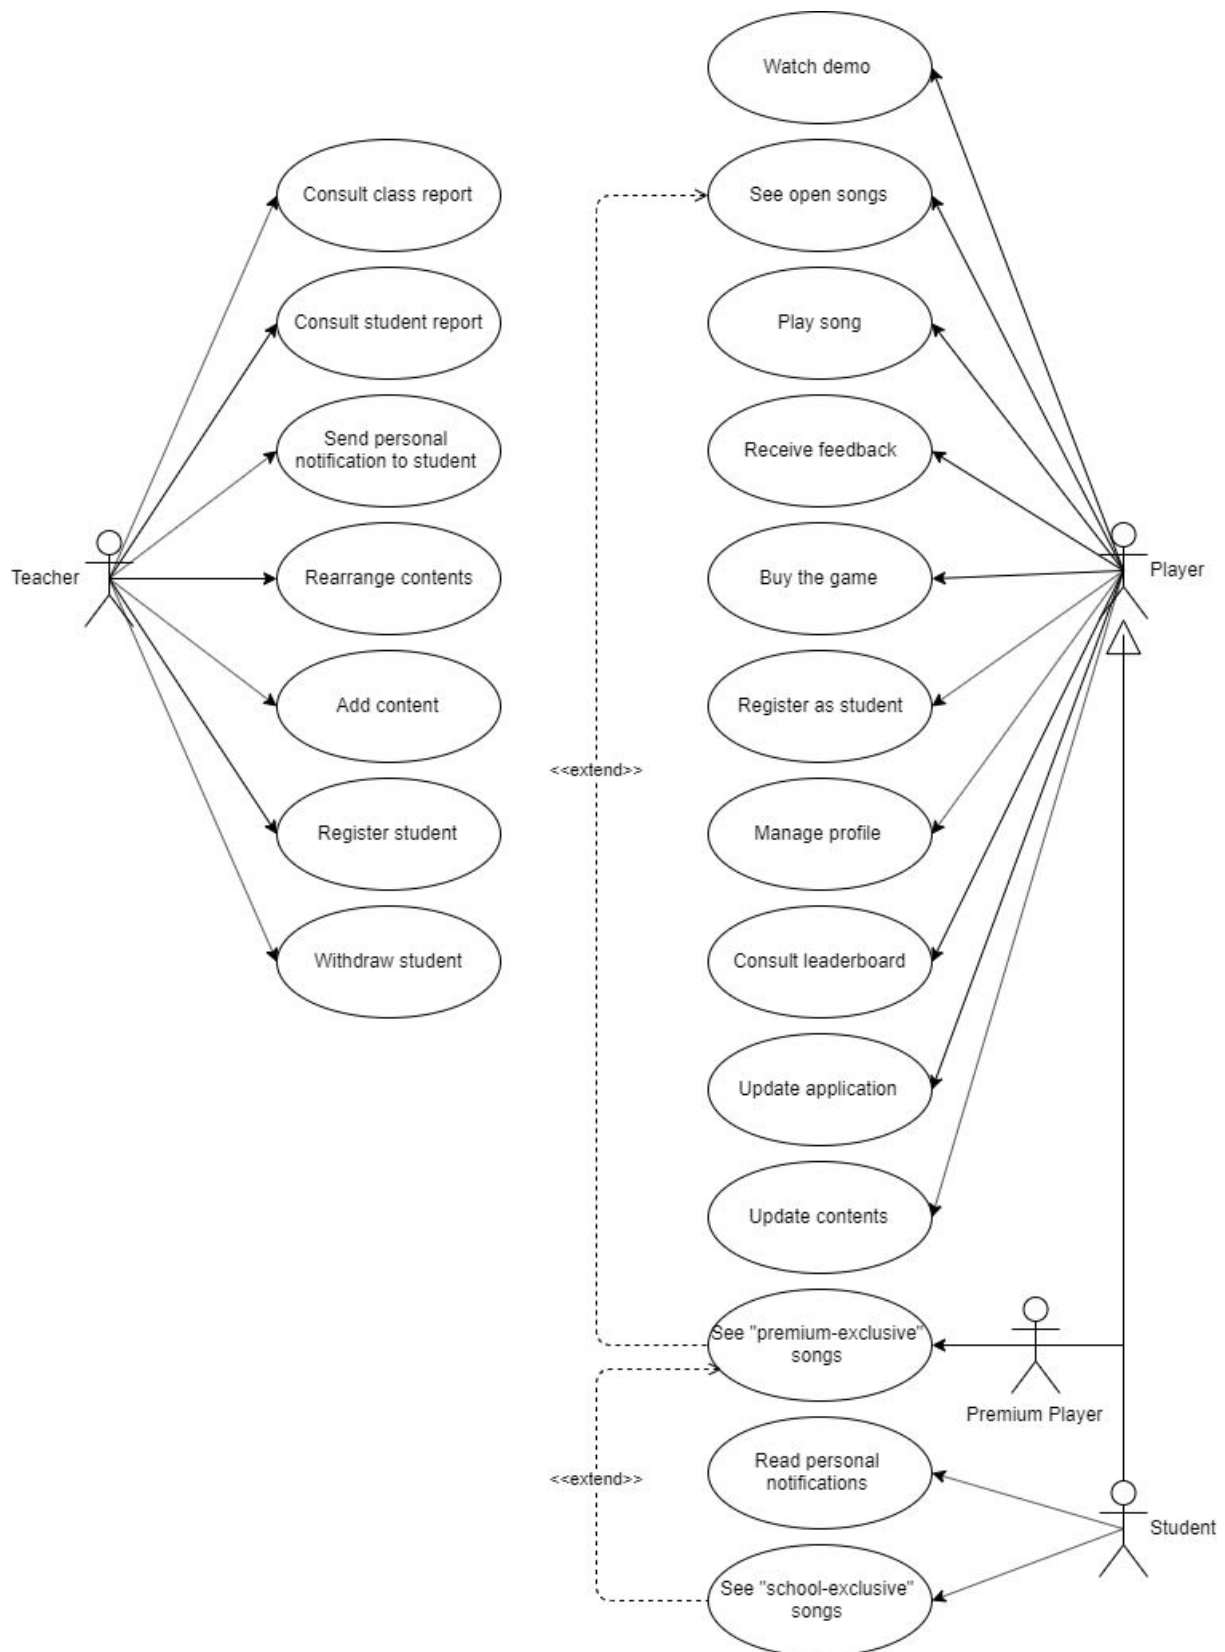 Watch demo
Consult class report
See open songs
Consult student report
Play song
Send personal
notification to student
Receive feedback
Teacher
Rearrange contents
Buy the game
Player
Add content
Register as student
<<extend>>
Register student
Manage profile
Withdraw student
Consult leaderboard
Update application
Update contents
See "premium-exclusive"
songs
Premium Player
Read personal
notifications
<<extend>>
Student
See "school-exclusive"
songs